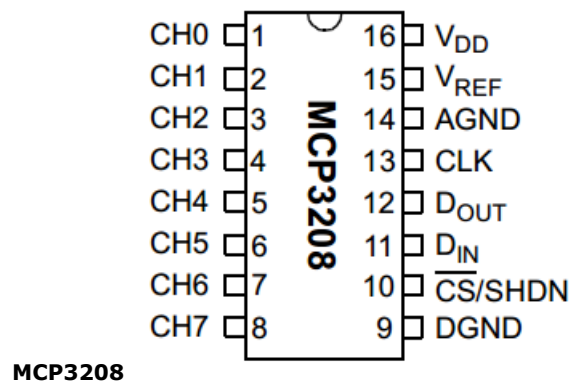 CH0 1 16 VDD
CH1 2 15 VREF
CH2 3 14 AGND
CH3 4 13 CLK
CH4 5 12 DOUT
CH5 6 11 DIN
CH6 7 10 C̅S̅/SHDN
CH7 8 9 DGND
MCP3208
MCP3208